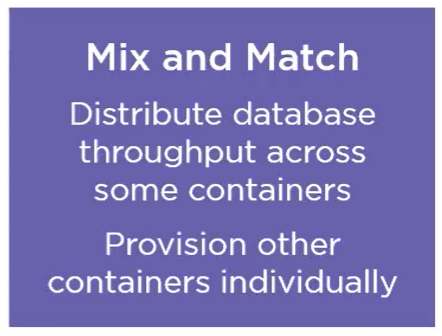 Mix and Match
Distribute database
throughput across
some containers
Provision other
containers individually